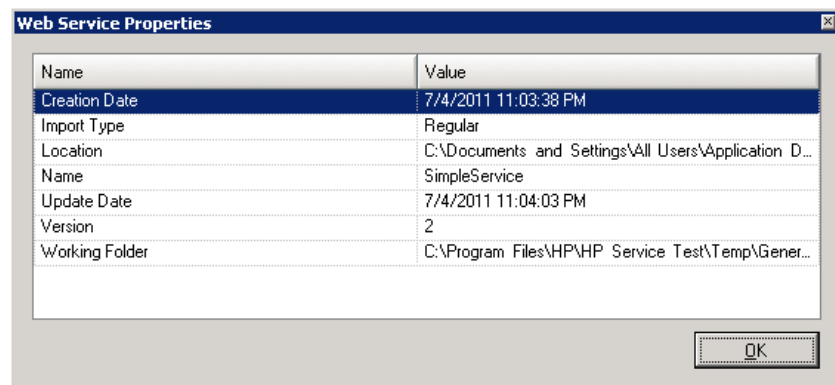 Web Service Properties
Name Value
Creation Date 7/4/2011 11:03:38 PM
Import Type Regular
Location C:\Documents and Settings\All Users\Application D...
Name SimpleService
Update Date 7/4/2011 11:04:03 PM
Version 2
Working Folder C:\Program Files\HP\HP Service Test\Temp\Gener...
OK